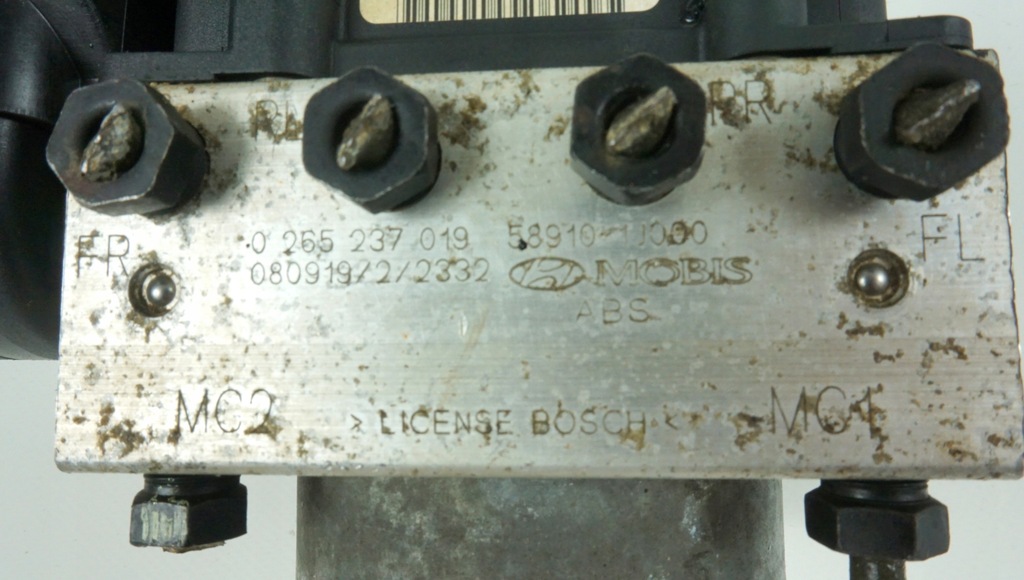 RL RR
FR FL
0 265 237 019 58910-1J000
080919/2/2332 MOBIS
ABS
MC2 > LICENSE BOSCH < MC1